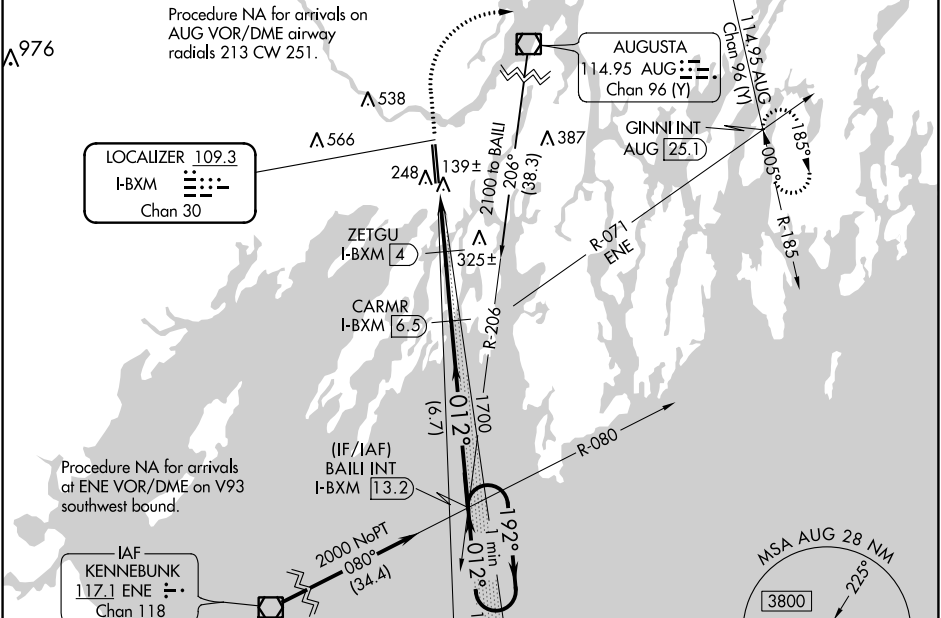 Procedure NA for arrivals on
AUG VOR/DME airway
radials 213 CW 251.
976
538
566
387
AUGUSTA
114.95 AUG
Chan 96 (Y)
114.95 AUG
Chan 96 (Y)
GINNI INT
AUG 25.1
185°
005°
R-185
LOCALIZER 109.3
I-BXM
Chan 30
248
139±
2100 to BAILI
206°
(38.3)
ZETGU
I-BXM 4
325±
R-071
ENE
CARMR
I-BXM 6.5
R-206
012°
(6.7)
1700
(IF/IAF)
BAILI INT
I-BXM 13.2
R-080
Procedure NA for arrivals
at ENE VOR/DME on V93
southwest bound.
2000 NoPT
080°
(34.4)
192°
1 min
012°
IAF
KENNEBUNK
117.1 ENE
Chan 118
MSA AUG 28 NM
225°
3800